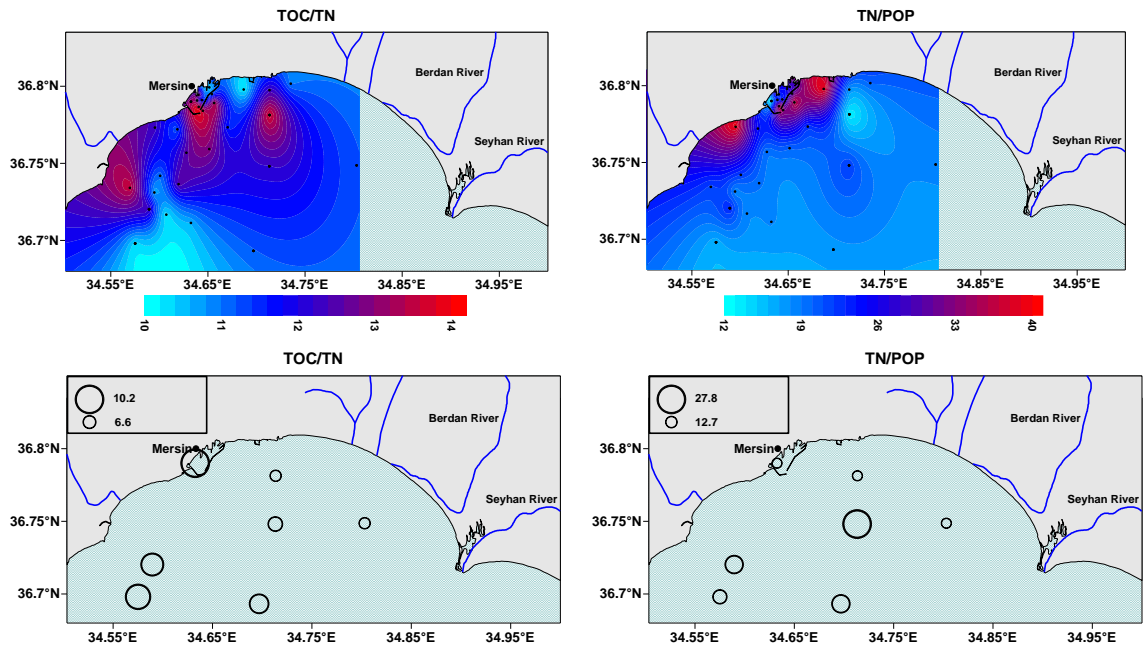 TOC/TN
Mersin
Berdan River
Seyhan River
36.8°N
36.75°N
36.7°N
34.55°E 34.65°E 34.75°E 34.85°E 34.95°E
10 11 12 13 14
TN/POP
Mersin
Berdan River
Seyhan River
36.8°N
36.75°N
36.7°N
34.55°E 34.65°E 34.75°E 34.85°E 34.95°E
12 19 26 33 40
TOC/TN
10.2
6.6
Mersin
Berdan River
Seyhan River
36.8°N
36.75°N
36.7°N
34.55°E 34.65°E 34.75°E 34.85°E 34.95°E
TN/POP
27.8
12.7
Mersin
Berdan River
Seyhan River
36.8°N
36.75°N
36.7°N
34.55°E 34.65°E 34.75°E 34.85°E 34.95°E